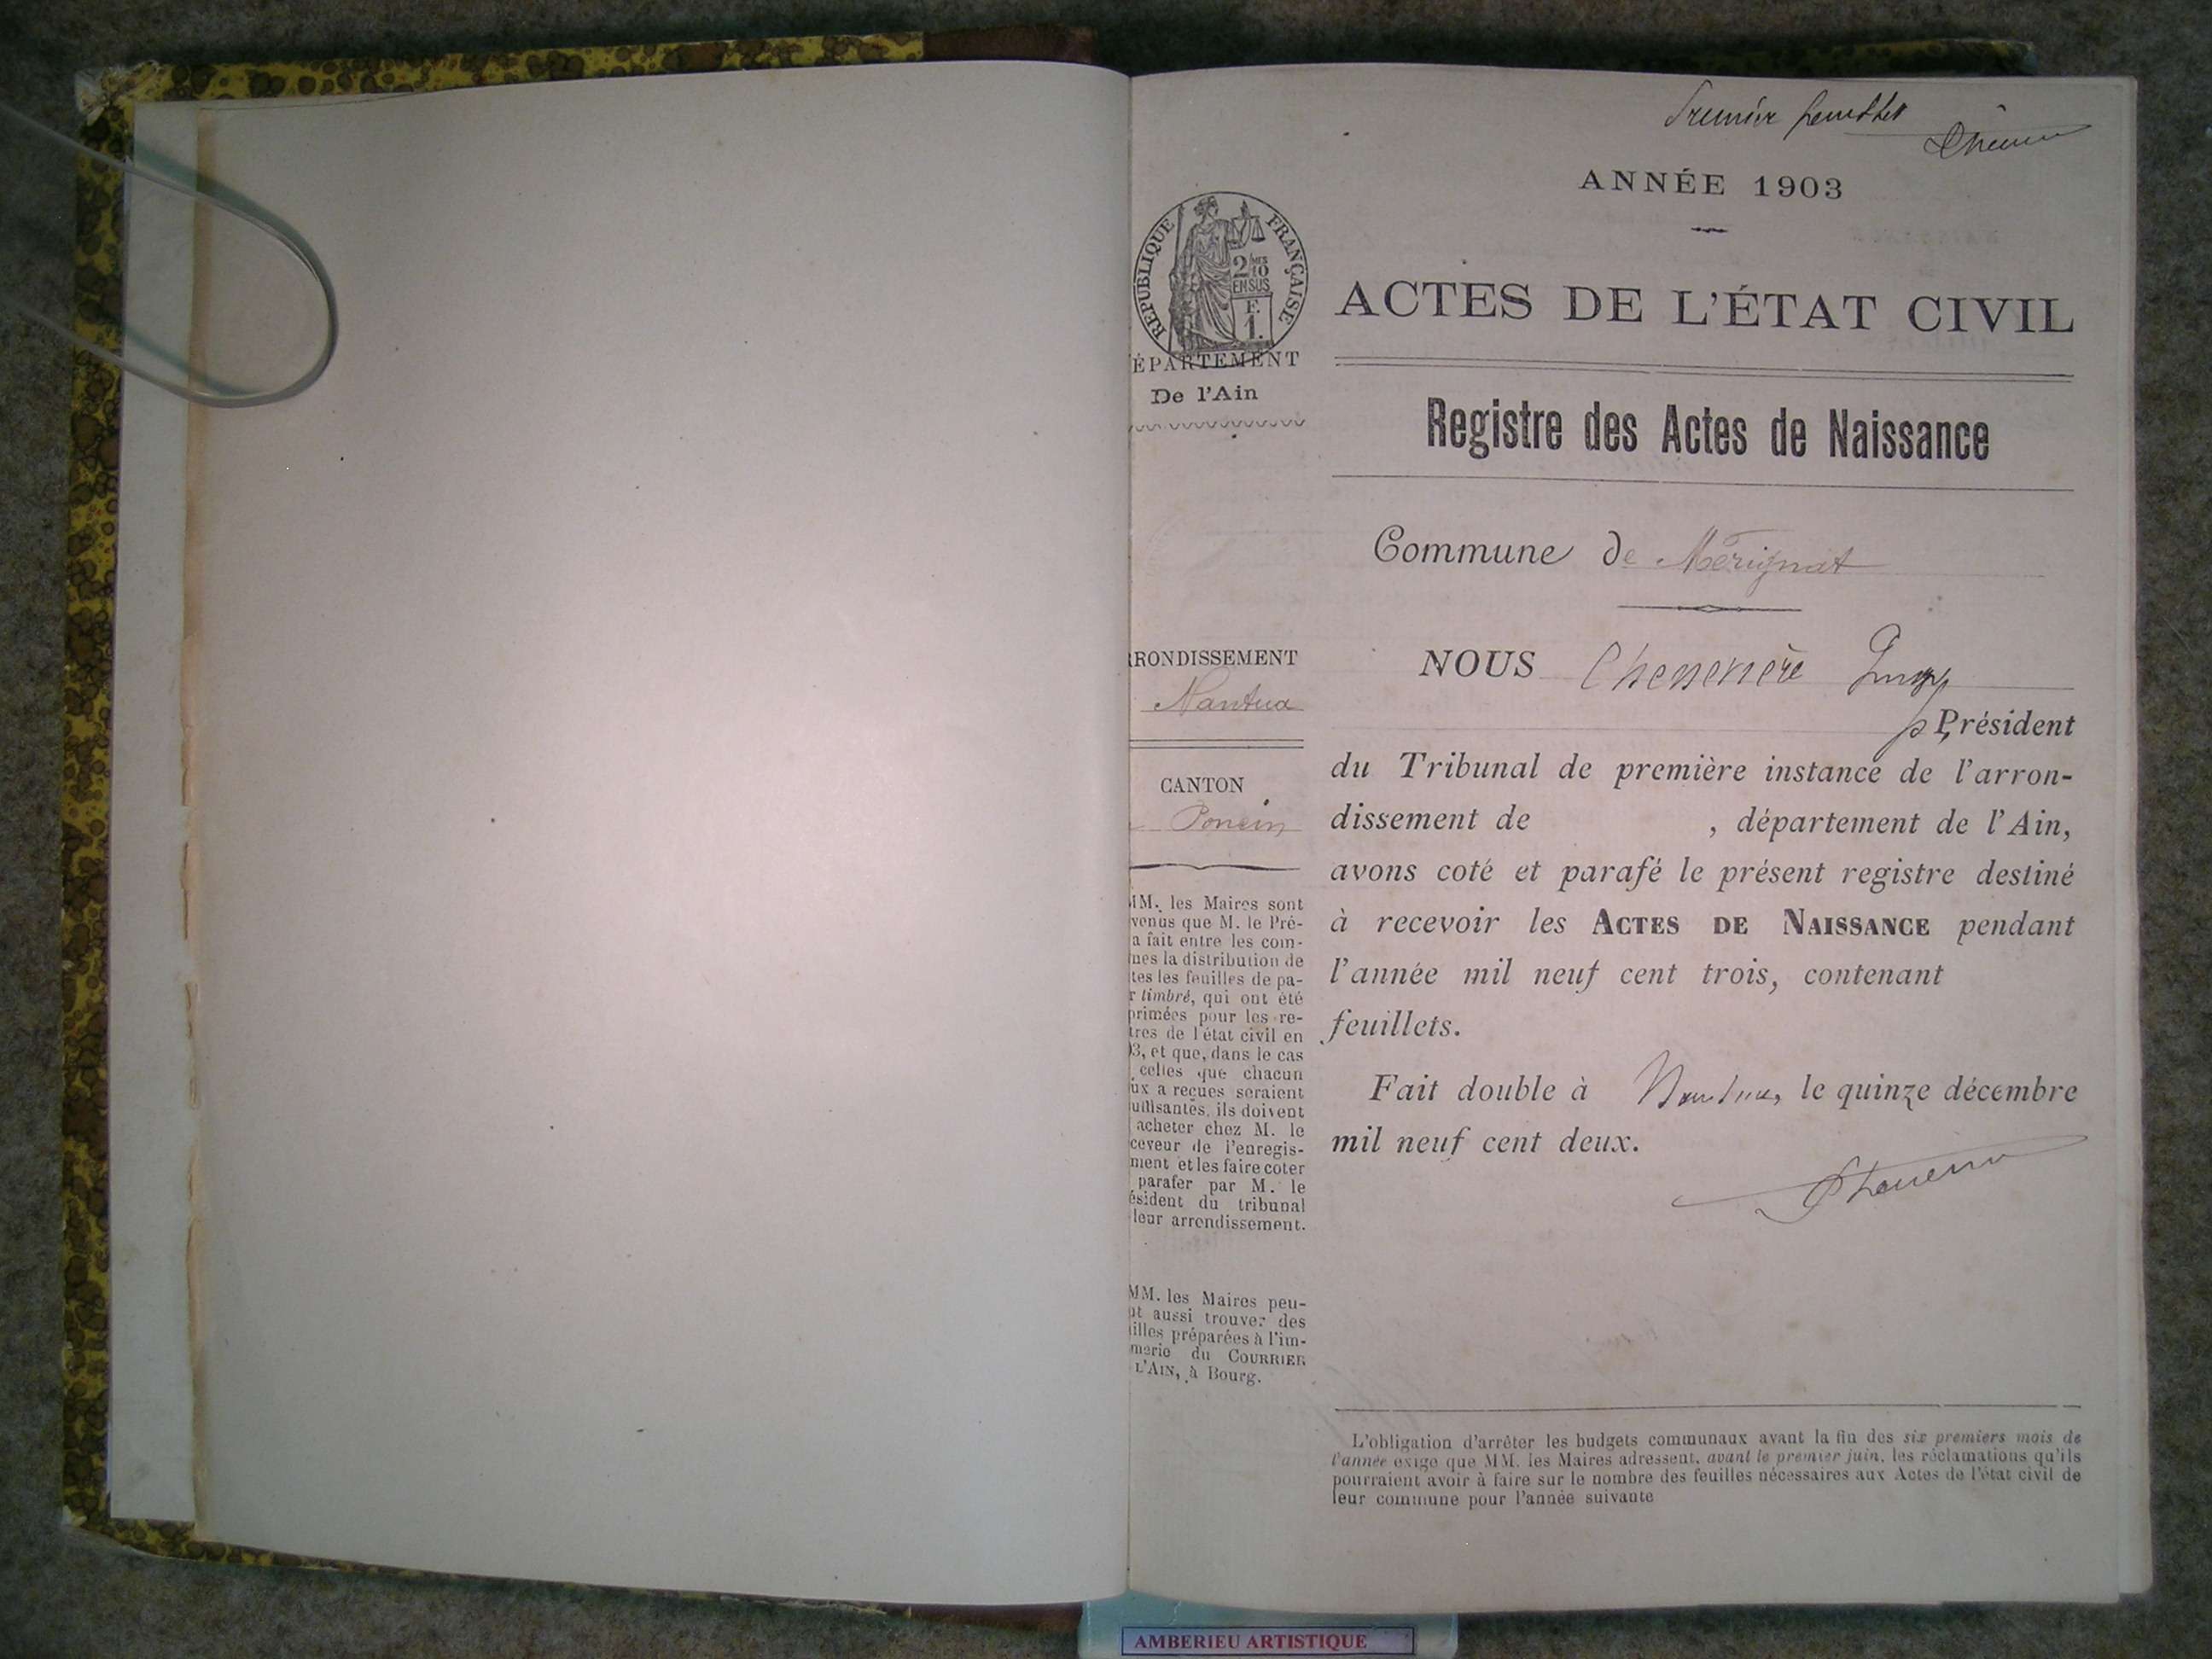 Premier feuillet
ANNÉE 1903
RÉPUBLIQUE FRANÇAISE
2/10MES
EN SUS
F.
1.
ÉPARTEMENT
De l'Ain
ACTES DE L'ÉTAT CIVIL
Registre des Actes de Naissance
Commune de Mérignat
RRONDISSEMENT
Nantua
CANTON
Poncin
MM. les Maires sont
venus que M. le Pré-
a fait entre les com-
nes la distribution de
tes les feuilles de pa-
r timbré, qui ont été
primées pour les re-
tres de l'état civil en
3, et que, dans le cas
celles que chacun
ux a reçues seraient
uffisantes, ils doivent
acheter chez M. le
ceveur de l'enregis-
ment et les faire coter
parafer par M. le
ésident du tribunal
leur arrondissement.
MM. les Maires peu-
nt aussi trouver des
illes préparées à l'im-
merie du COURRIER
L'AIN, à Bourg.
NOUS Chenevière
Président
du Tribunal de première instance de l'arron-
dissement de , département de l'Ain,
avons coté et parafé le présent registre destiné
à recevoir les ACTES DE NAISSANCE pendant
l'année mil neuf cent trois, contenant
feuillets.
Fait double à Nantua, le quinze décembre
mil neuf cent deux.
L'obligation d'arrêter les budgets communaux avant la fin des six premiers mois de
l'année exige que MM. les Maires adressent, avant le premier juin, les réclamations qu'ils
pourraient avoir à faire sur le nombre des feuilles nécessaires aux Actes de l'état civil de
leur commune pour l'année suivante
AMBERIEU ARTISTIQUE